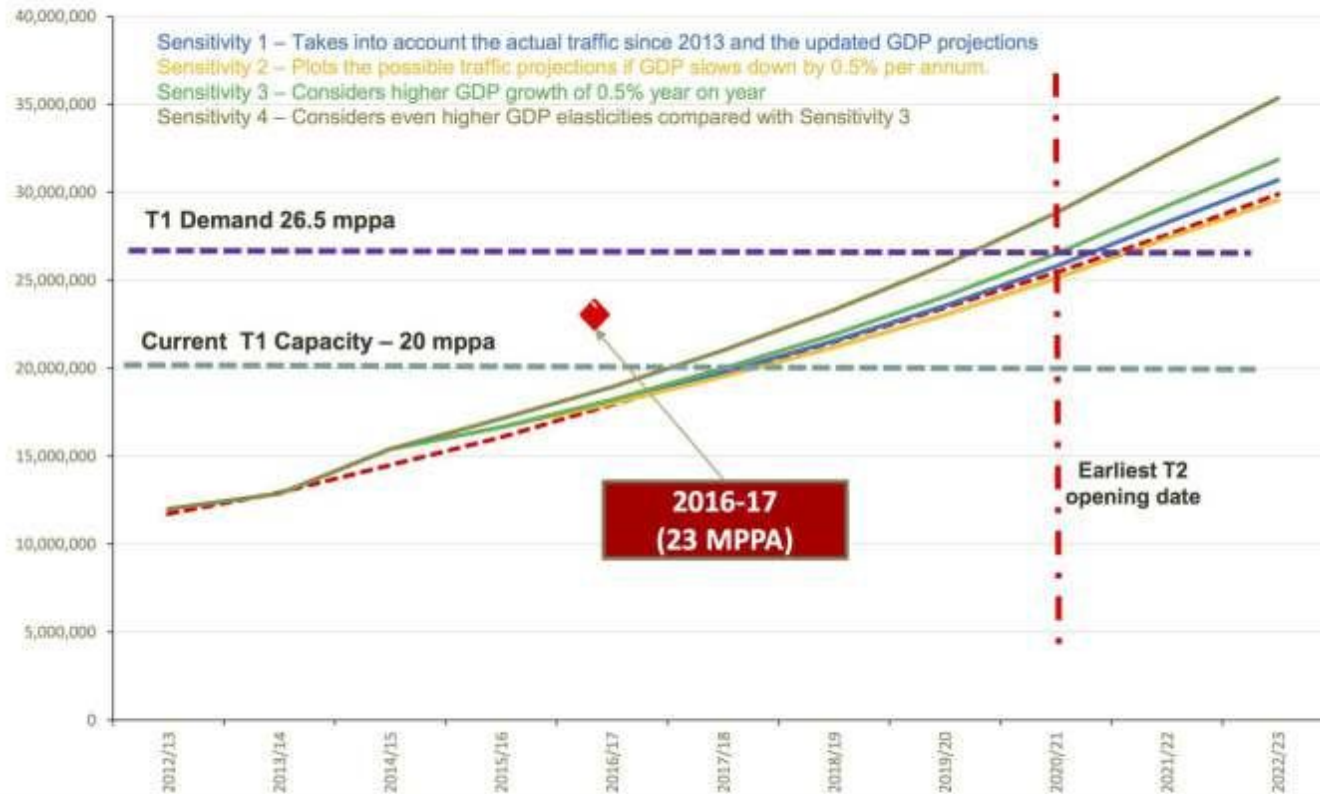 40,000,000
Sensitivity 1 – Takes into account the actual traffic since 2013 and the updated GDP projections
Sensitivity 2 – Plots the possible traffic projections if GDP slows down by 0.5% per annum.
Sensitivity 3 – Considers higher GDP growth of 0.5% year on year
Sensitivity 4 – Considers even higher GDP elasticities compared with Sensitivity 3
35,000,000
30,000,000
T1 Demand 26.5 mppa
25,000,000
Current T1 Capacity – 20 mppa
20,000,000
15,000,000
Earliest T2
opening date
2016-17
(23 MPPA)
10,000,000
5,000,000
0
2012/13
2013/14
2014/15
2015/16
2016/17
2017/18
2018/19
2019/20
2020/21
2021/22
2022/23